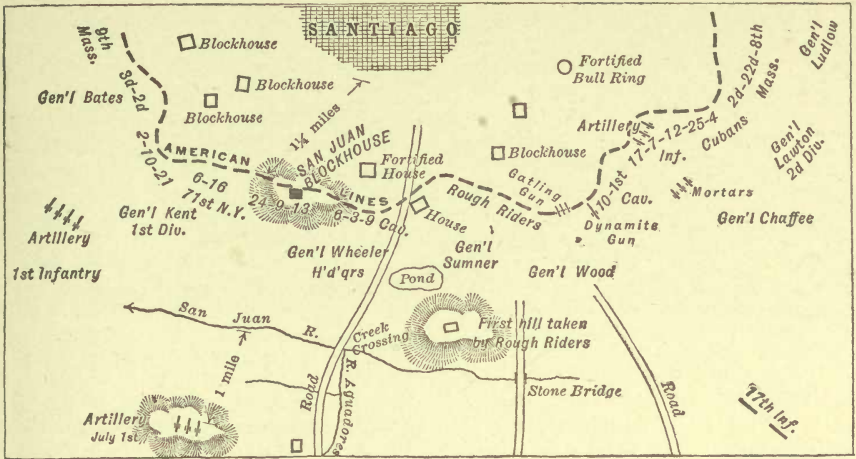 SANTIAGO
9th
Mass.
Blockhouse
Blockhouse
Blockhouse
3d-2d
Gen'l Bates
2-10-21
AMERICAN
LINES
1¼ miles
SAN JUAN
BLOCKHOUSE
6-16
71st N.Y.
24-9-13
6-3-9 Cav.
Gen'l Kent
1st Div.
Artillery
1st Infantry
Fortified
House
House
Gen'l Wheeler
H'd'qrs
Fortified
Bull Ring
Blockhouse
Artillery
Gatling
Gun
Rough Riders
Gen'l
Sumner
Gen'l Wood
10-1st
Cav.
Dynamite
Gun
17-7-12-25-4
Inf.
Cubans
2d-22d-8th
Mass.
Gen'l
Ludlow
Gen'l
Lawton
2d Div.
Mortars
Gen'l Chaffee
Pond
San Juan R.
Creek
Crossing
First hill taken
by Rough Riders
1 mile
Road
R. Aguadores
Stone Bridge
Road
Artillery
July 1st
17th Inf.